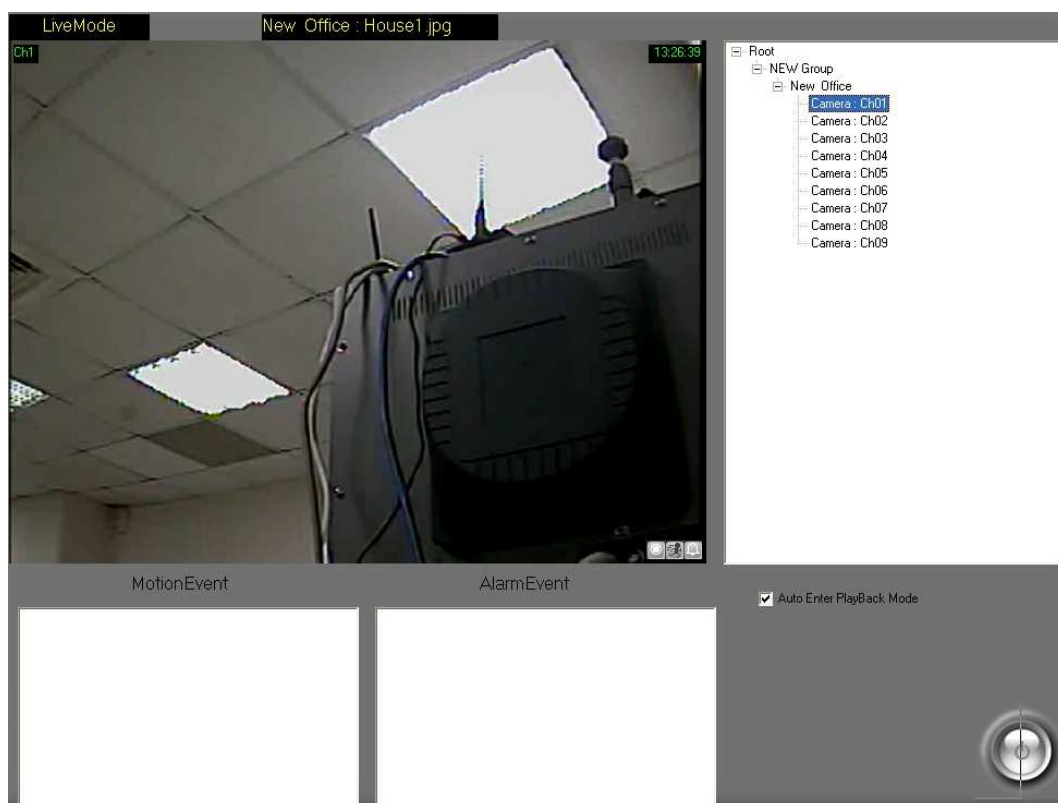 LiveMode
New Office : House1.jpg
Ch1
13:26:39
Root
NEW Group
New Office
Camera : Ch01
Camera : Ch02
Camera : Ch03
Camera : Ch04
Camera : Ch05
Camera : Ch06
Camera : Ch07
Camera : Ch08
Camera : Ch09
MotionEvent
AlarmEvent
Auto Enter PlayBack Mode